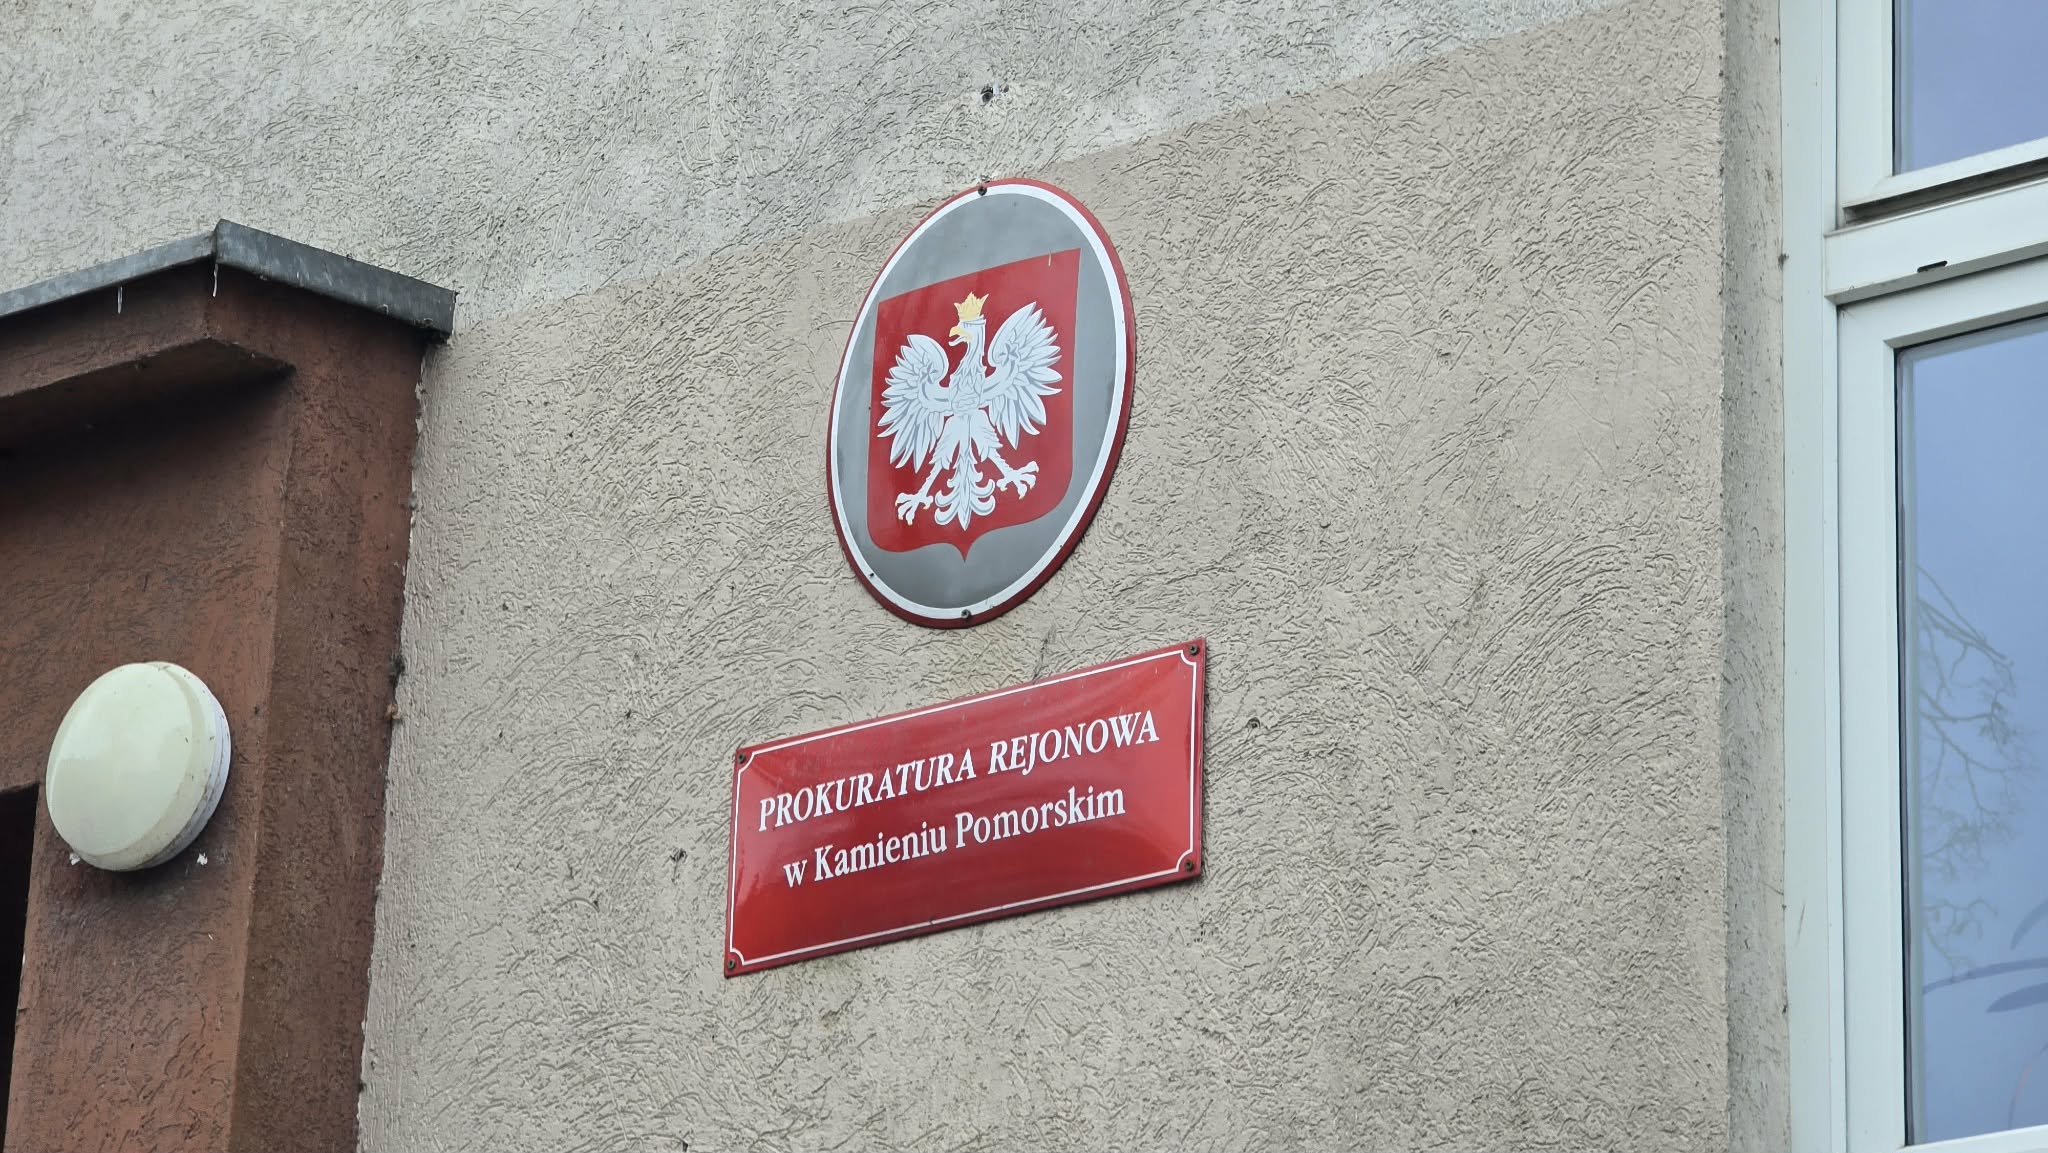 PROKURATURA REJONOWA
w Kamieniu Pomorskim